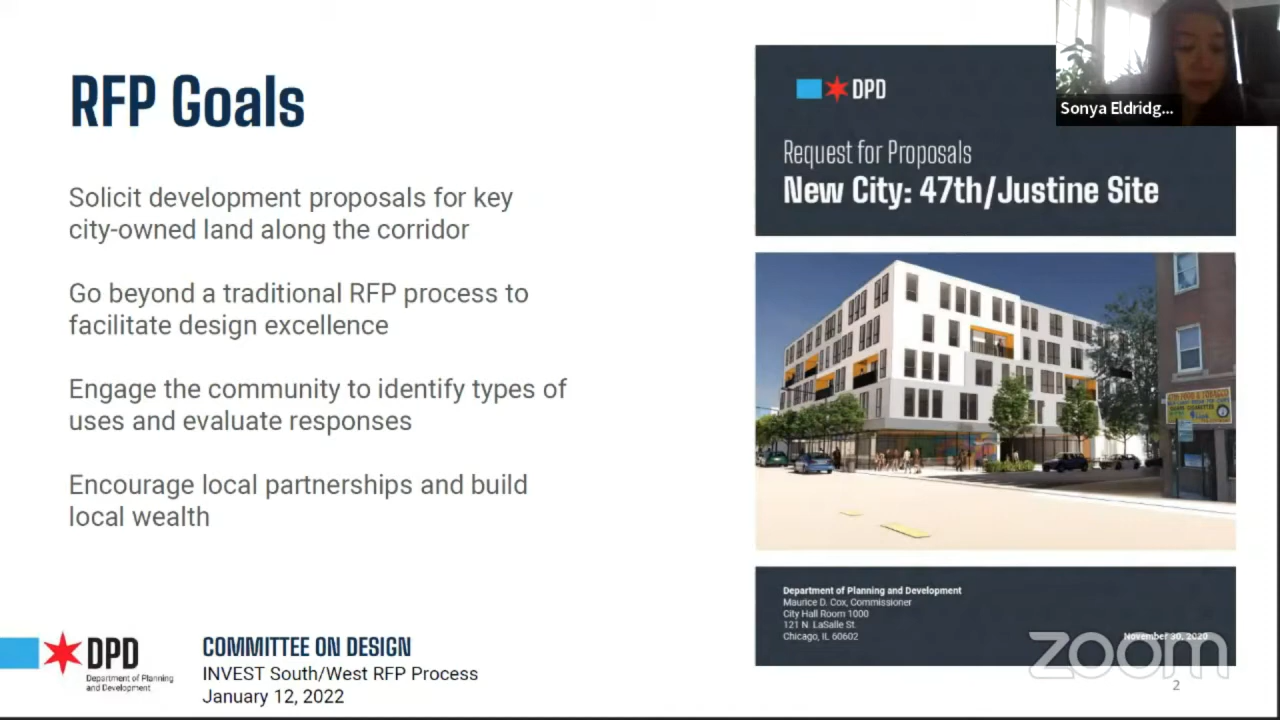 RFP Goals
Solicit development proposals for key
city-owned land along the corridor
Go beyond a traditional RFP process to
facilitate design excellence
Engage the community to identify types of
uses and evaluate responses
Encourage local partnerships and build
local wealth
DPD
Department of Planning
and Development
COMMITTEE ON DESIGN
INVEST South/West RFP Process
January 12, 2022
DPD
Request for Proposals
New City: 47th/Justine Site
Sonya Eldridg...
Department of Planning and Development
Maurice D. Cox, Commissioner
City Hall Room 1000
121 N. LaSalle St.
Chicago, IL 60602
November 30, 2020
zoom
2